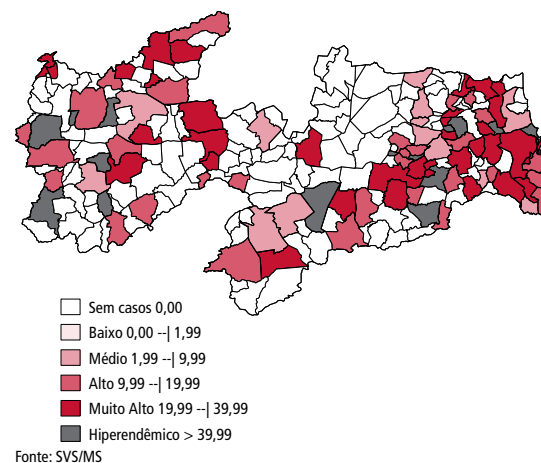 Sem casos 0,00
Baixo 0,00 --| 1,99
Médio 1,99 --| 9,99
Alto 9,99 --| 19,99
Muito Alto 19,99 --| 39,99
Hiperendêmico > 39,99
Fonte: SVS/MS